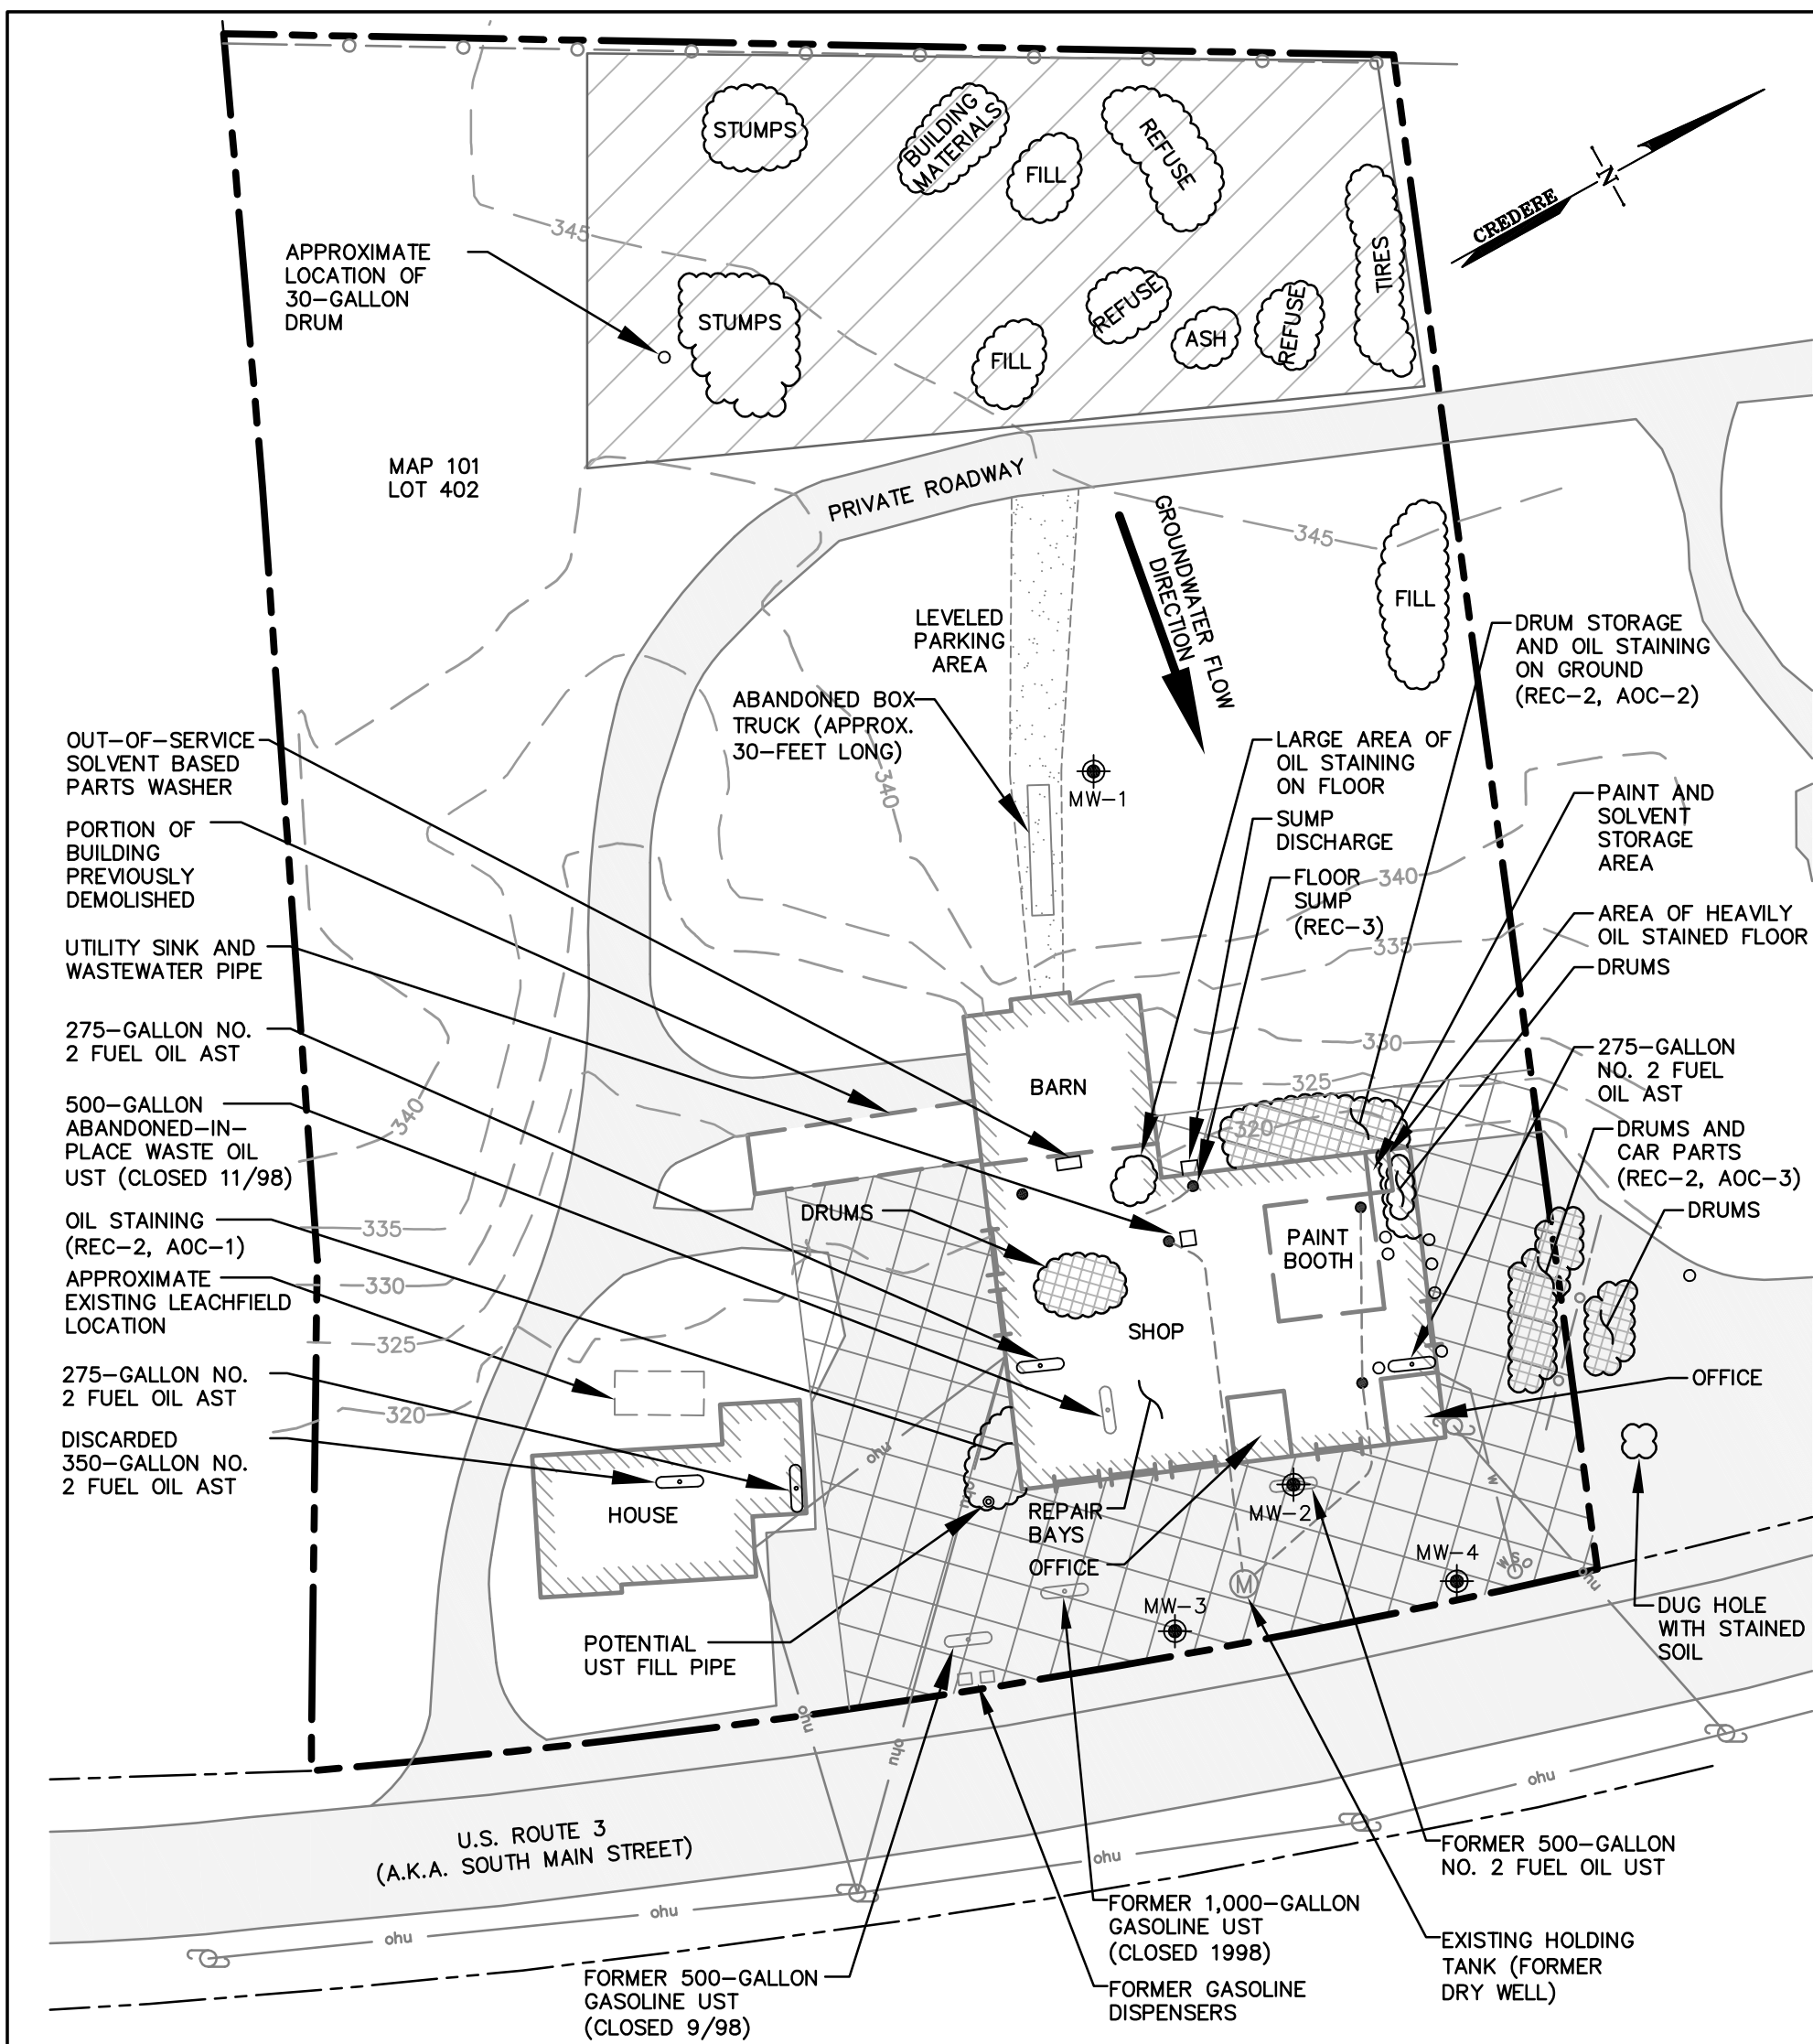 STUMPS
BUILDING
MATERIALS
FILL
REFUSE
TIRES
CREDERE
N
345
APPROXIMATE
LOCATION OF
30-GALLON
DRUM
STUMPS
FILL
REFUSE
ASH
REFUSE
MAP 101
LOT 402
PRIVATE ROADWAY
GROUNDWATER FLOW
DIRECTION
345
FILL
LEVELED
PARKING
AREA
DRUM STORAGE
AND OIL STAINING
ON GROUND
(REC-2, AOC-2)
ABANDONED BOX
TRUCK (APPROX.
30-FEET LONG)
340
MW-1
OUT-OF-SERVICE
SOLVENT BASED
PARTS WASHER
LARGE AREA OF
OIL STAINING
ON FLOOR
PAINT AND
SOLVENT
STORAGE
AREA
PORTION OF
BUILDING
PREVIOUSLY
DEMOLISHED
SUMP
DISCHARGE
FLOOR
SUMP
(REC-3)
340
335
AREA OF HEAVILY
OIL STAINED FLOOR
DRUMS
UTILITY SINK AND
WASTEWATER PIPE
275-GALLON NO.
2 FUEL OIL AST
330
275-GALLON
NO. 2 FUEL
OIL AST
BARN
325
320
500-GALLON
ABANDONED-IN-
PLACE WASTE OIL
UST (CLOSED 11/98)
340
DRUMS AND
CAR PARTS
(REC-2, AOC-3)
DRUMS
OIL STAINING
(REC-2, AOC-1)
335
DRUMS
PAINT
BOOTH
APPROXIMATE
EXISTING LEACHFIELD
LOCATION
330
325
SHOP
275-GALLON NO.
2 FUEL OIL AST
320
OFFICE
DISCARDED
350-GALLON NO.
2 FUEL OIL AST
ohu
ohu
W
HOUSE
REPAIR
BAYS
OFFICE
MW-2
MW-4
WSO
ohu
M
MW-3
DUG HOLE
WITH STAINED
SOIL
POTENTIAL
UST FILL PIPE
ohu
ohu
ohu
U.S. ROUTE 3
(A.K.A. SOUTH MAIN STREET)
ohu
ohu
ohu
FORMER 500-GALLON
NO. 2 FUEL OIL UST
FORMER 1,000-GALLON
GASOLINE UST
(CLOSED 1998)
EXISTING HOLDING
TANK (FORMER
DRY WELL)
FORMER 500-GALLON
GASOLINE UST
(CLOSED 9/98)
FORMER GASOLINE
DISPENSERS